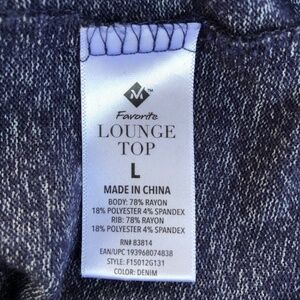 M
Favorite
LOUNGE
TOP
L
MADE IN CHINA
BODY: 78% RAYON
18% POLYESTER 4% SPANDEX
RIB: 78% RAYON
18% POLYESTER 4% SPANDEX
RN# 83814
EAN/UPC 193968074838
STYLE: F15012G131
COLOR: DENIM